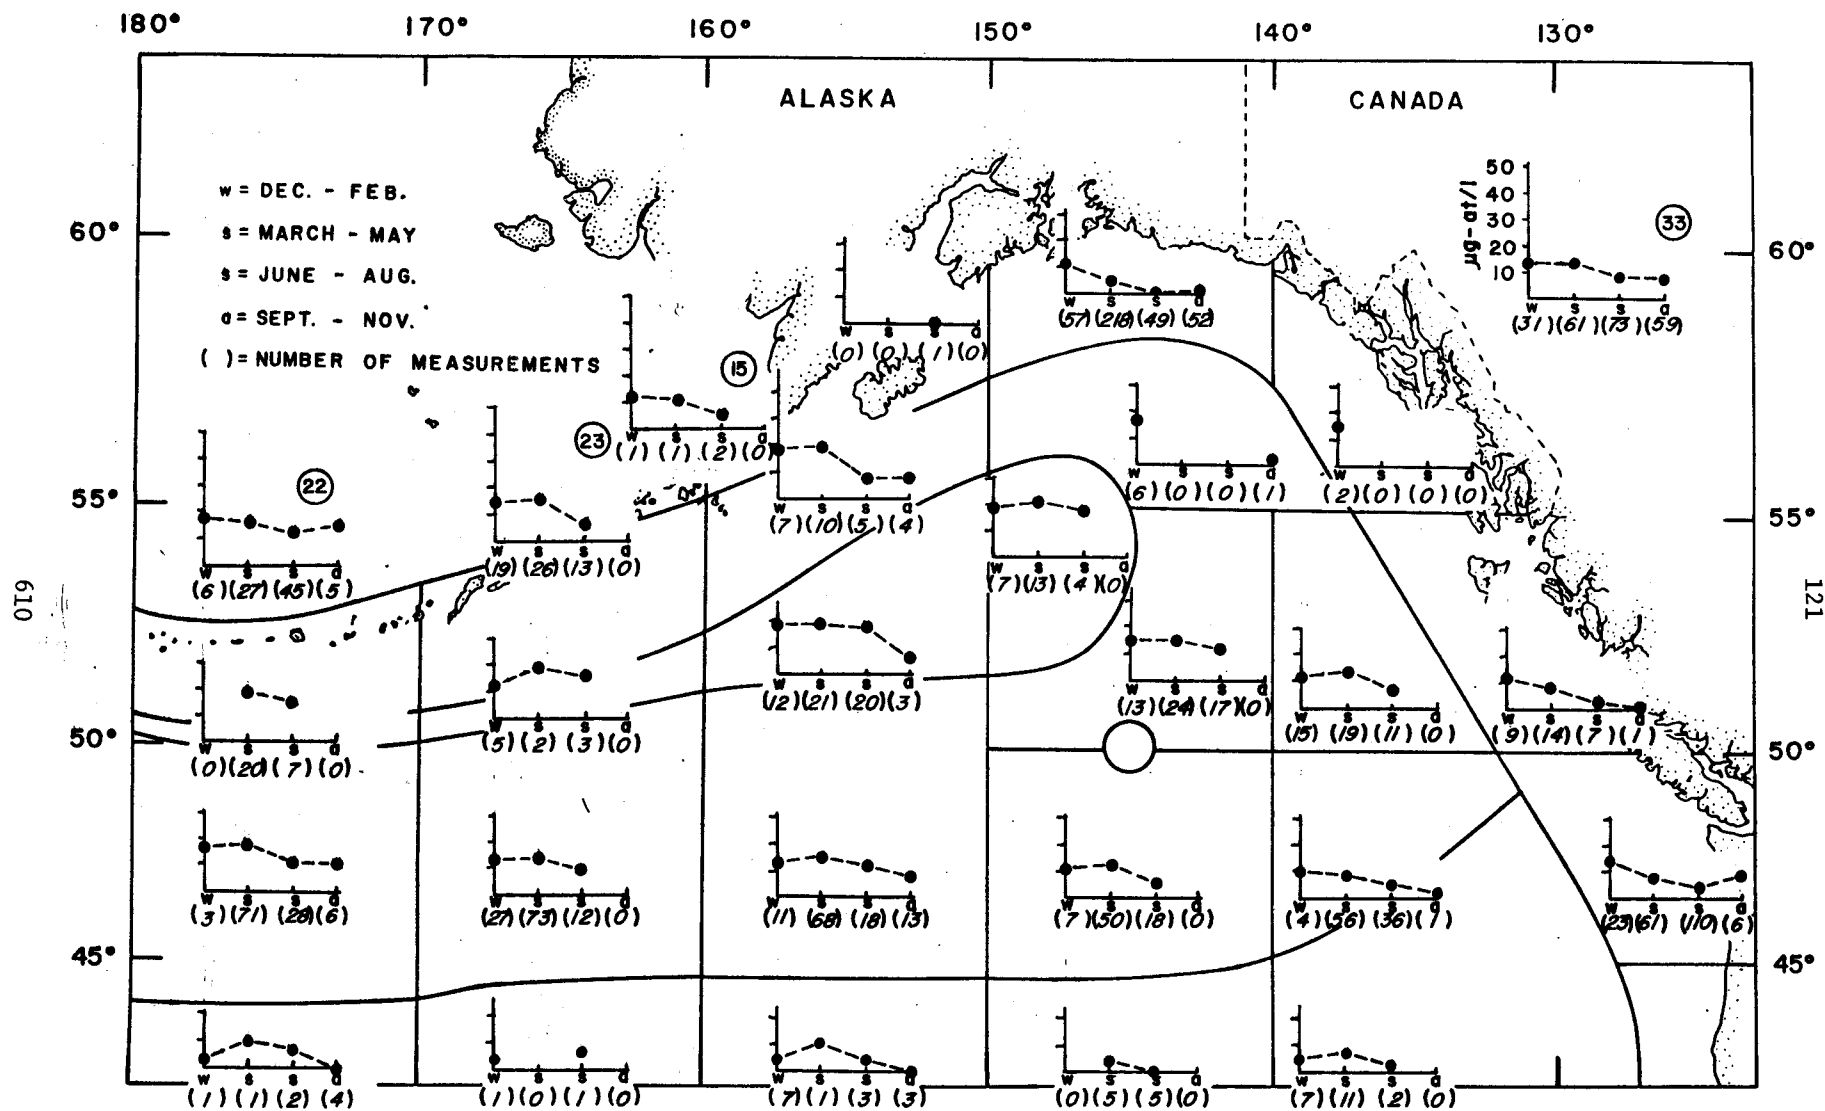 180° 170° 160° 150° 140° 130°
ALASKA CANADA
w = DEC. - FEB.
s = MARCH - MAY
s = JUNE - AUG.
a = SEPT. - NOV.
( ) = NUMBER OF MEASUREMENTS
60° 60°
55° 55°
50° 50°
45° 45°
610
121
µg-at/l
50
40
30
20
10
33
w s s a
(31) (61) (73) (59)
w s s a
(57) (218) (49) (52)
w s s a
(0) (0) (1) (0)
15
w s s a
(1) (1) (2) (0)
23
w s s a
(19) (26) (13) (0)
22
w s s a
(6) (27) (45) (5)
w s s a
(7) (10) (5) (4)
w s s a
(6) (0) (0) (1)
w s s a
(2) (0) (0) (0)
w s s a
(7) (13) (4) (0)
w s s a
(0) (20) (7) (0)
w s s a
(5) (2) (3) (0)
w s s a
(12) (21) (20) (3)
w s s a
(13) (24) (17) (0)
w s s a
(15) (19) (11) (0)
w s s a
(9) (14) (7) (1)
w s s a
(3) (71) (28) (6)
w s s a
(27) (73) (12) (0)
w s s a
(11) (68) (18) (13)
w s s a
(7) (50) (18) (0)
w s s a
(4) (56) (36) (1)
w s s a
(23) (61) (110) (6)
w s s a
(1) (1) (2) (4)
w s s a
(1) (0) (1) (0)
w s s a
(7) (1) (3) (3)
w s s a
(0) (5) (5) (0)
w s s a
(7) (11) (2) (0)